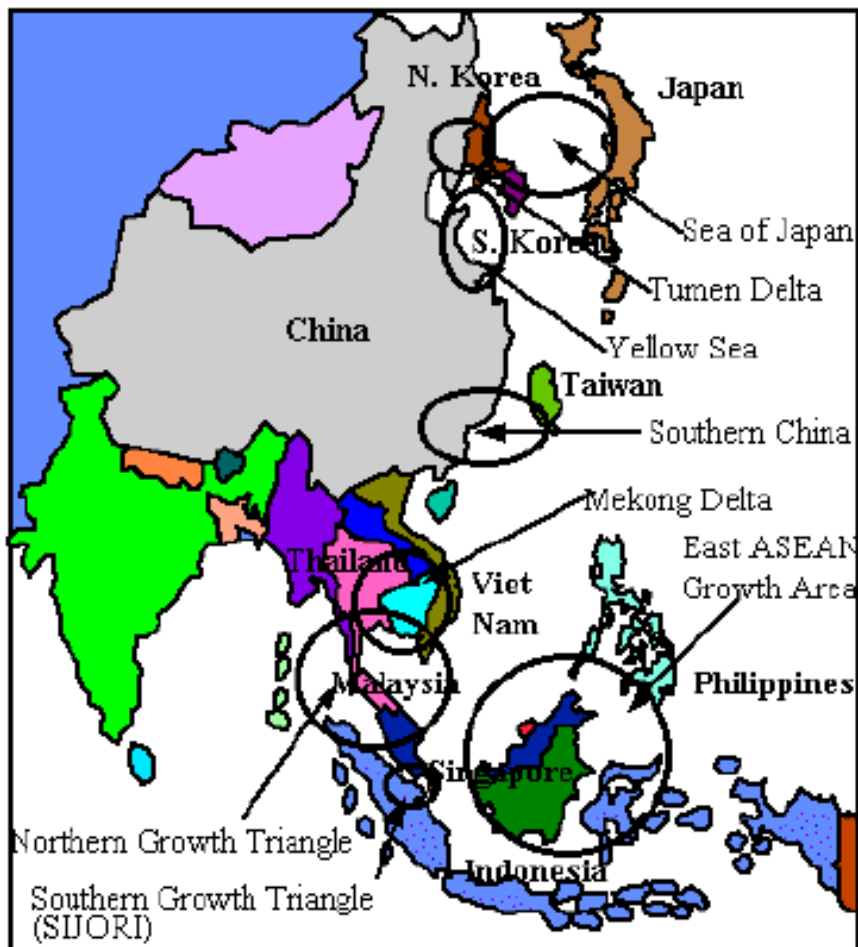 N. Korea
Japan
Sea of Japan
S. Korea
Tumen Delta
China
Yellow Sea
Taiwan
Southern China
Mekong Delta
East ASEAN
Growth Area
Thailand
Viet
Nam
Malaysia
Philippines
Singapore
Northern Growth Triangle
Indonesia
Southern Growth Triangle
(SIJORI)